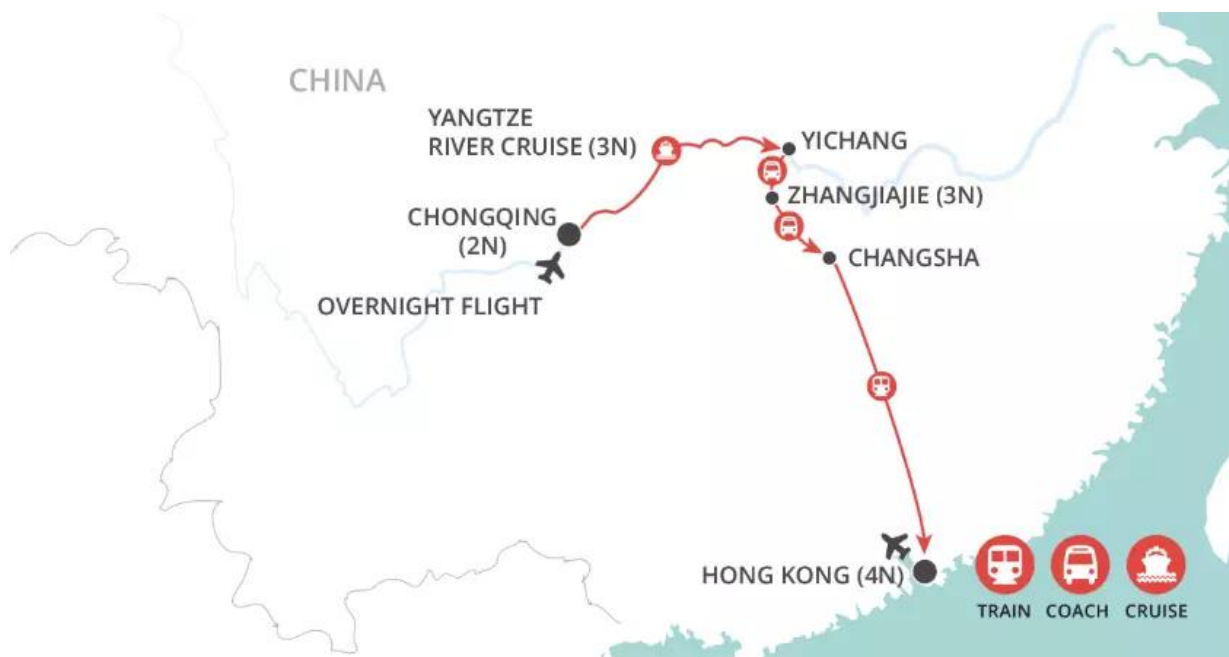 CHINA
YANGTZE
RIVER CRUISE (3N)
YICHANG
ZHANGJIAJIE (3N)
CHONGQING
(2N)
CHANGSHA
OVERNIGHT FLIGHT
HONG KONG (4N)
TRAIN COACH CRUISE